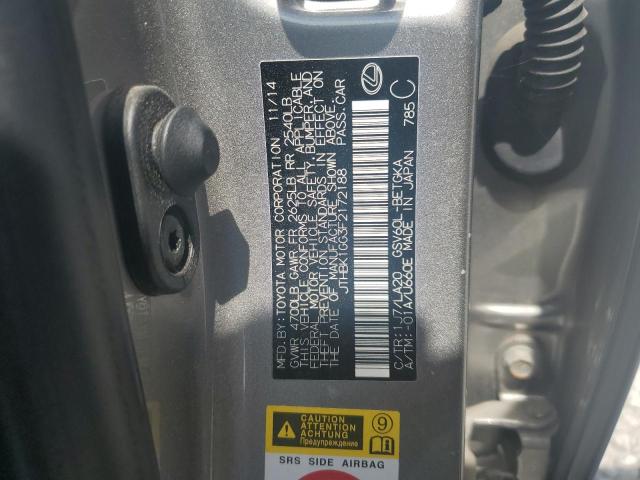 MFD.BY:TOYOTA MOTOR CORPORATION 11/14
GVWR 4700LB GAWR FR 2625LB RR 2540LB
THIS VEHICLE CONFORMS TO ALL APPLICABLE
FEDERAL MOTOR VEHICLE SAFETY, BUMPER, AND
THEFT PREVENTION STANDARDS IN EFFECT ON
THE DATE OF MANUFACTURE SHOWN ABOVE.
JTHBK1GG3F2172188 PASS.CAR
C/TR:1J7/LA20 GSV60L-BETGKA
A/TM:-01A/U660E MADE IN JAPAN 785
C
CAUTION
ATTENTION
ACHTUNG
Предупреждение
9
SRS SIDE AIRBAG